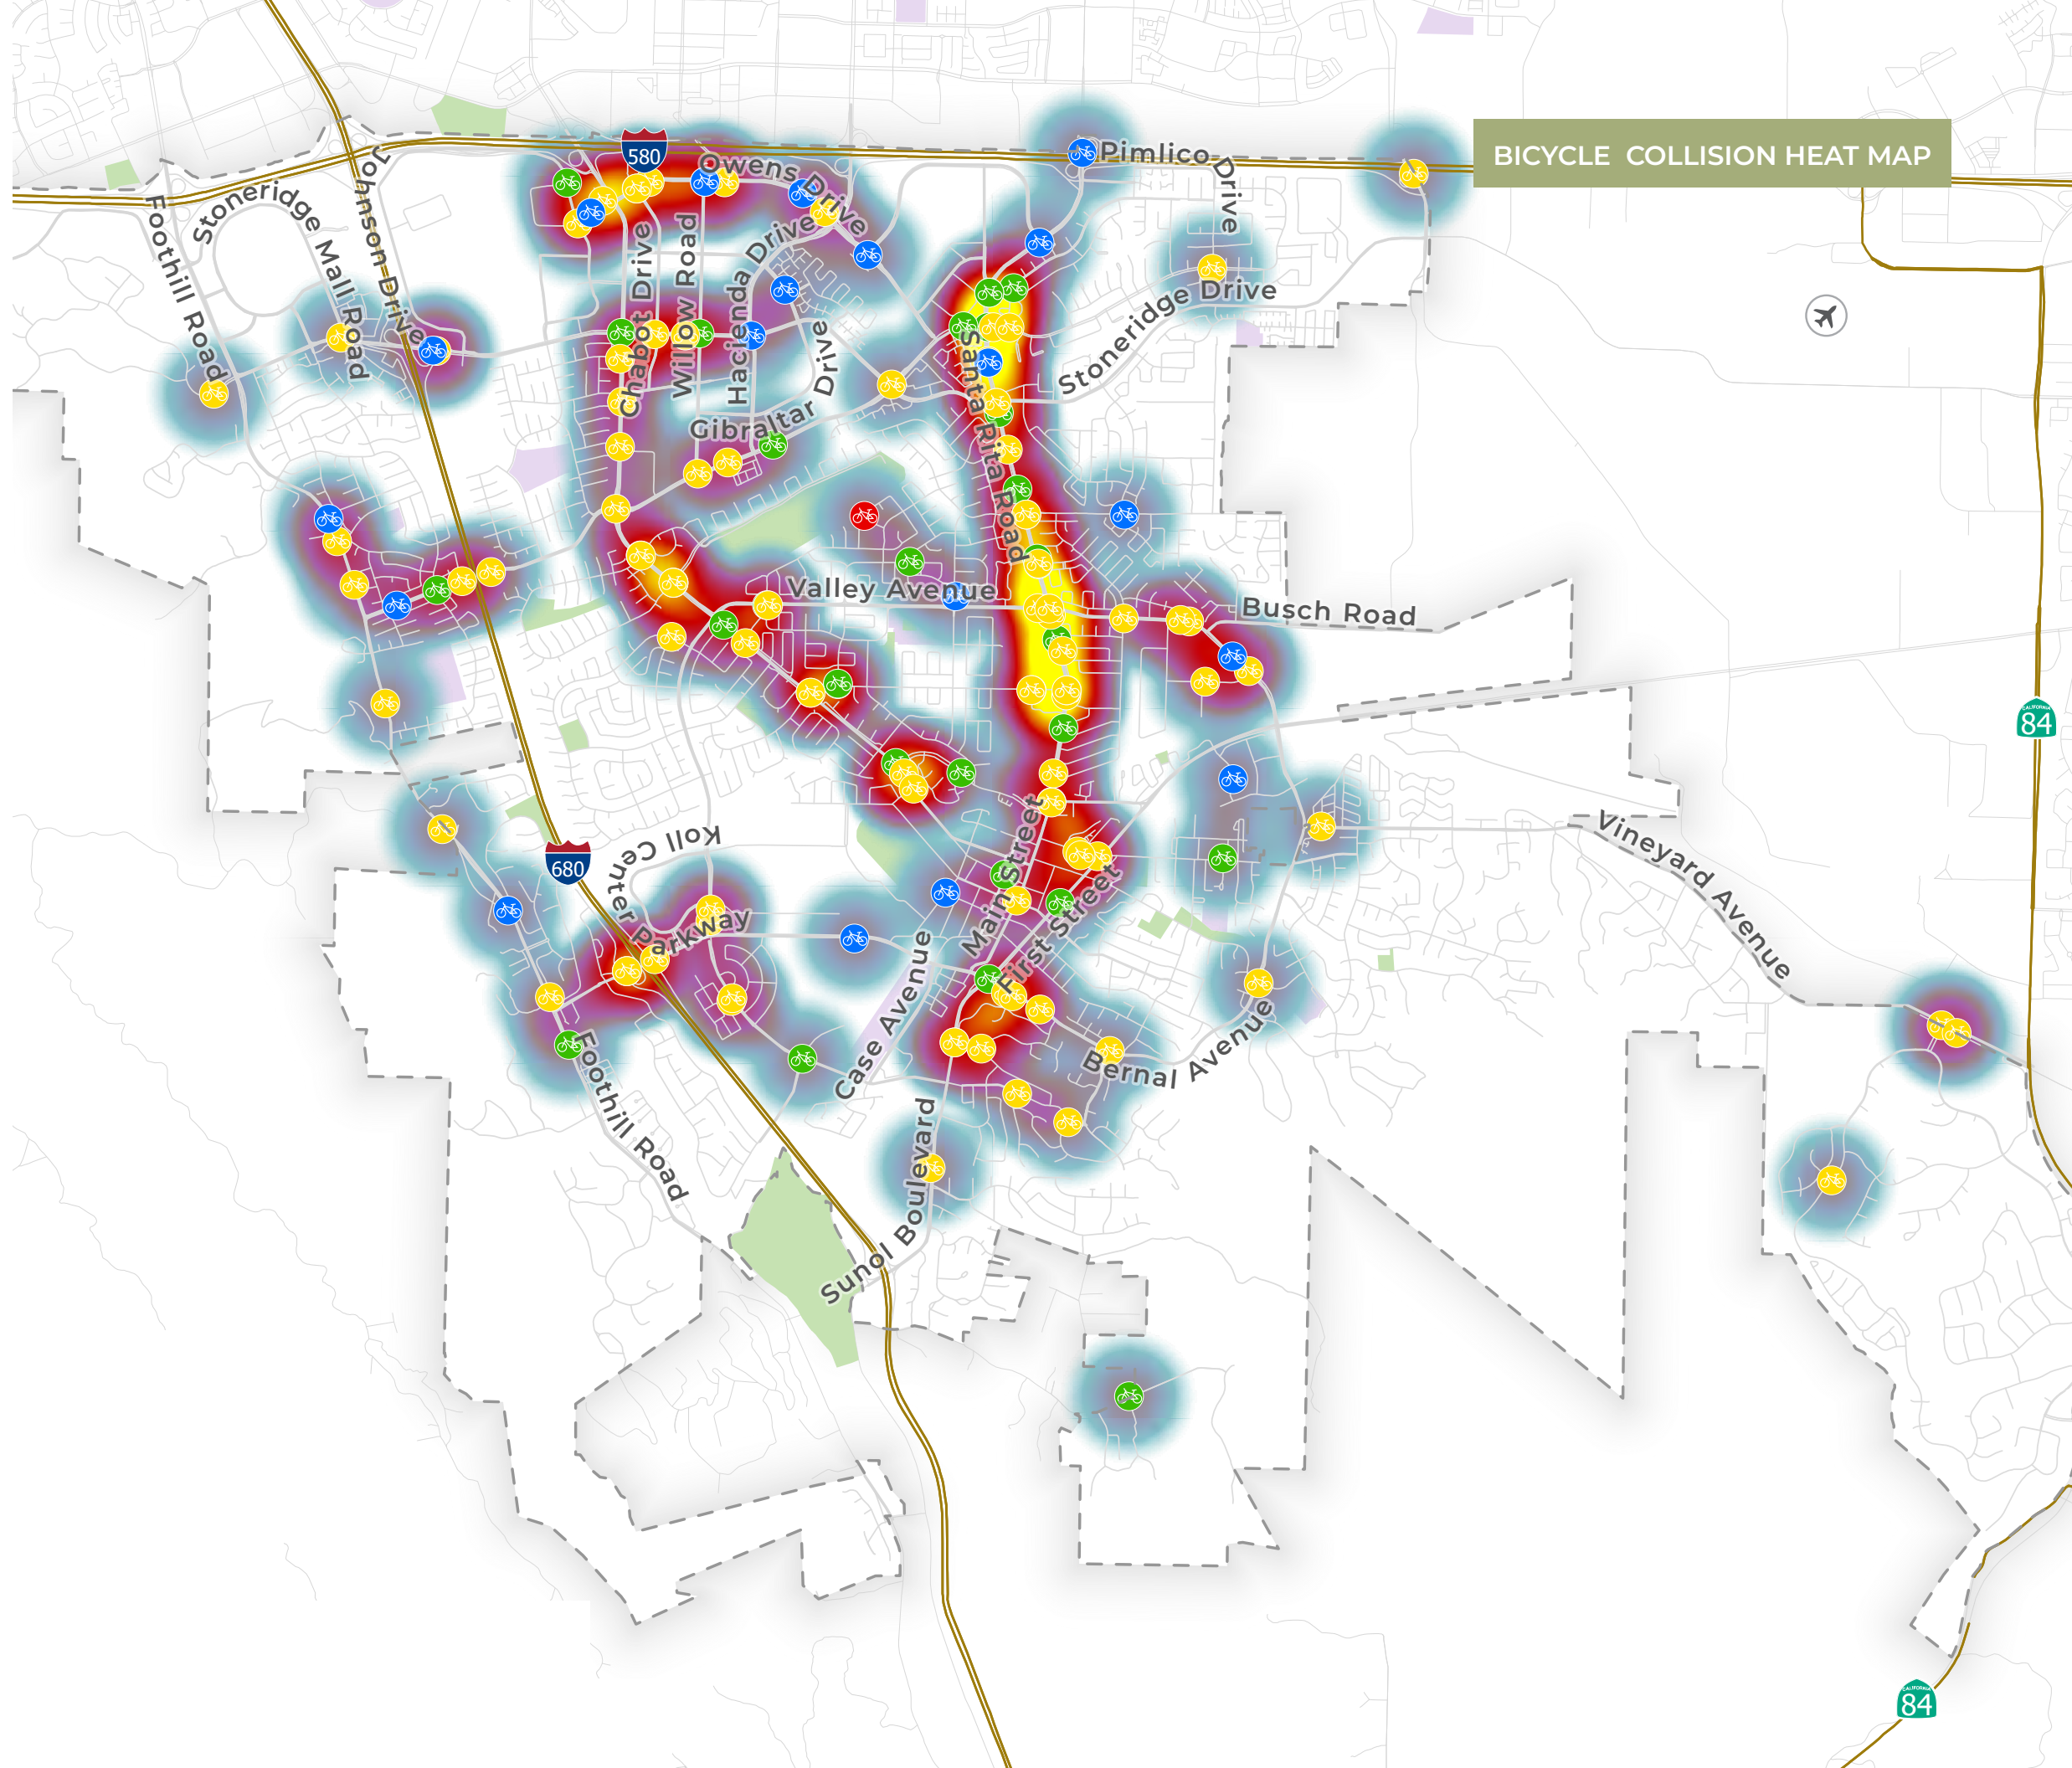 BICYCLE  COLLISION HEAT MAP
580
Pimlico Drive
Owens Drive
Johnson Drive
Stoneridge Mall Road
Foothill Road
Chabot Drive
Willow Road
Hacienda Drive
Stoneridge Drive
Gibraltar Drive
Santa Rita Road
Valley Avenue
Busch Road
CALIFORNIA
84
680
Koll Center Parkway
Main Street
First Street
Vineyard Avenue
Case Avenue
Bernal Avenue
Foothill Road
Sunol Boulevard
CALIFORNIA
84